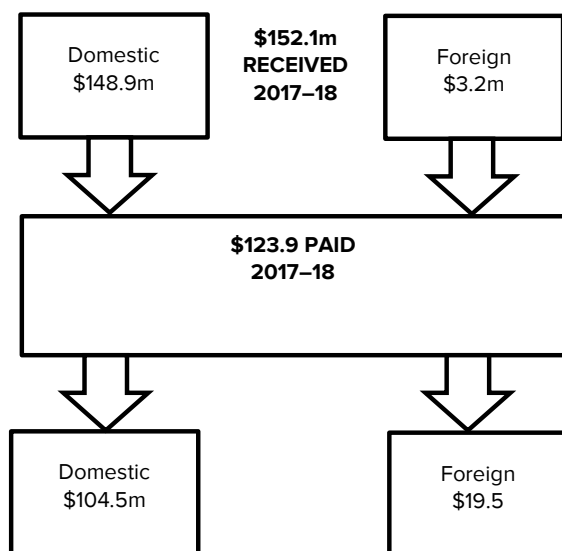 Domestic
$148.9m
$152.1m
RECEIVED
2017–18
Foreign
$3.2m
$123.9 PAID
2017–18
Domestic
$104.5m
Foreign
$19.5